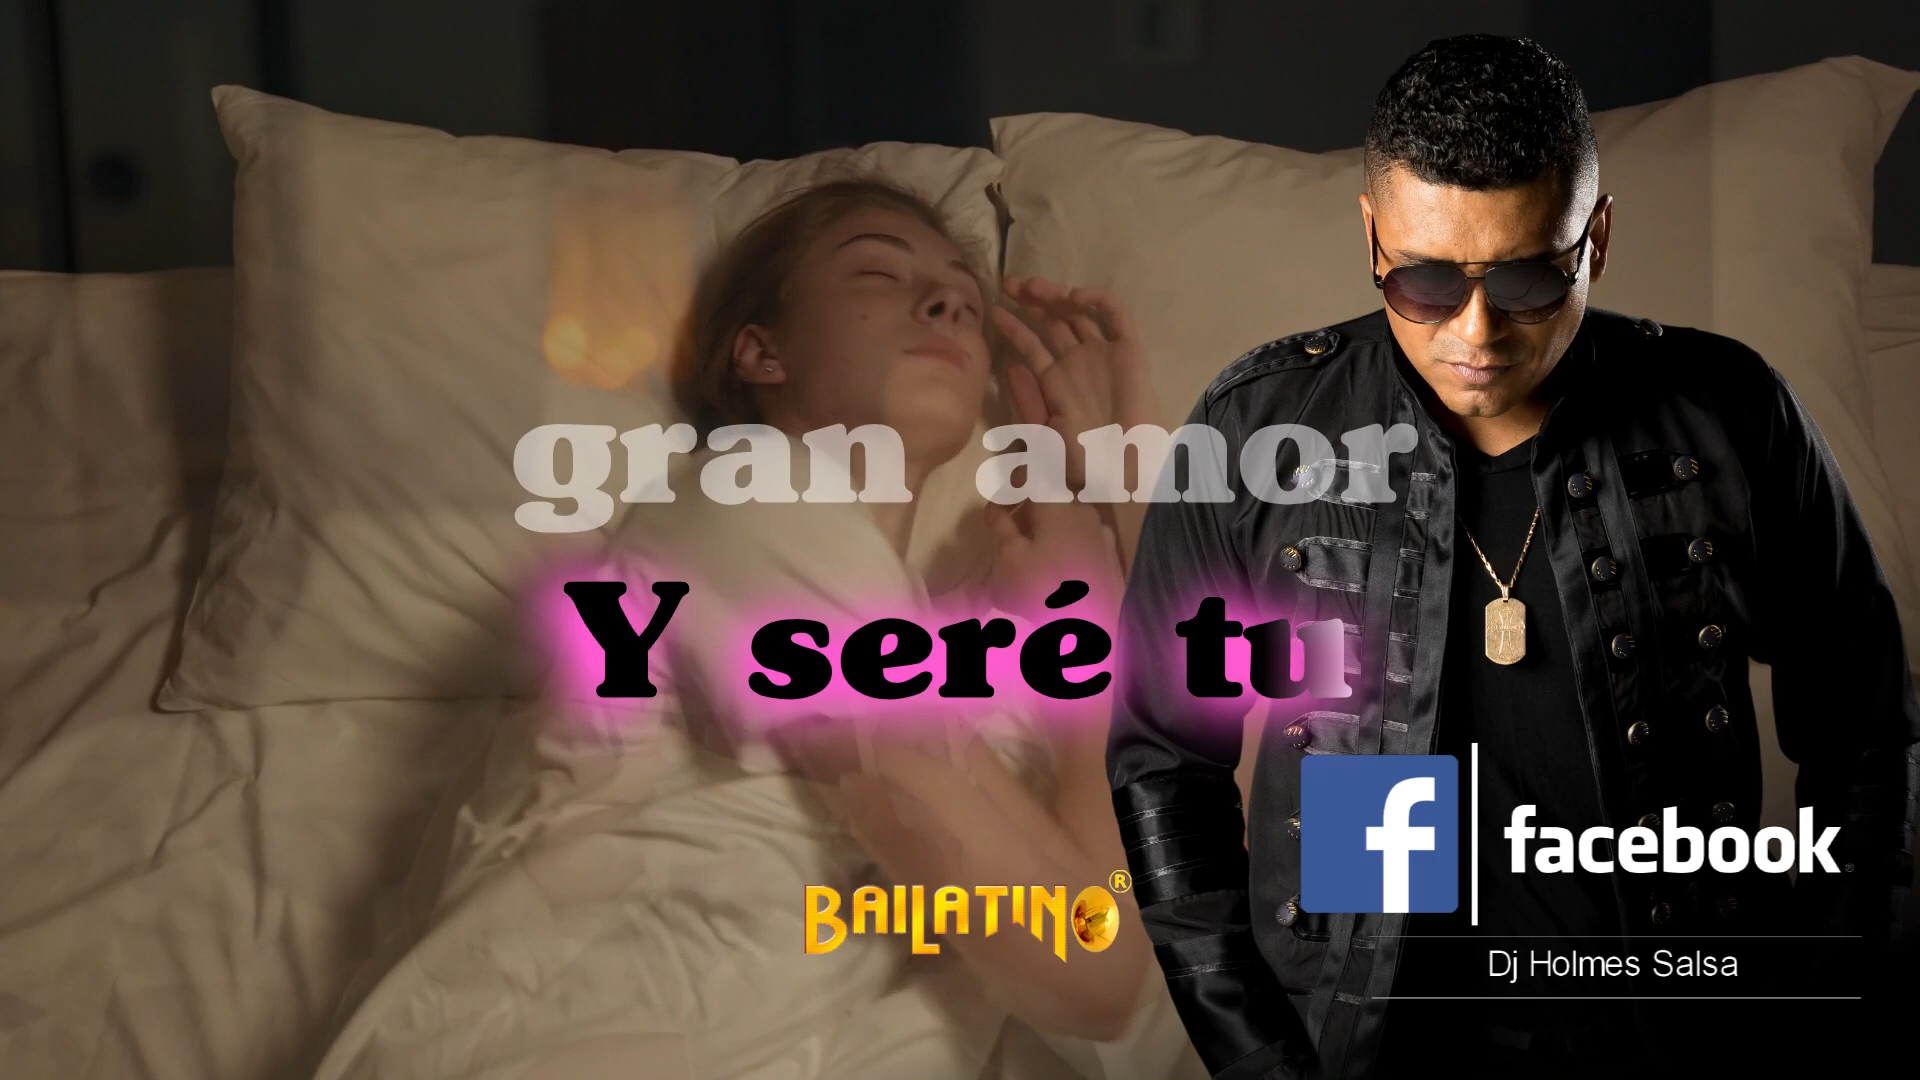 gran amor
Y seré tu
f facebook
BAILATINO®
Dj Holmes Salsa